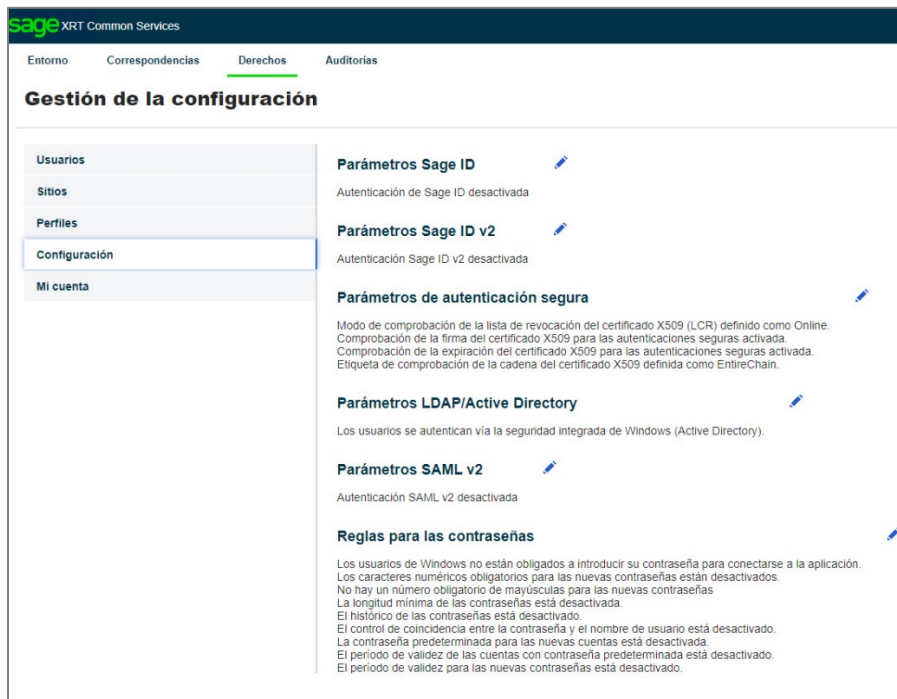 sage XRT Common Services
Entorno Correspondencias Derechos Auditorías
Gestión de la configuración
Usuarios
Sitios
Perfiles
Configuración
Mi cuenta
Parámetros Sage ID
Autenticación de Sage ID desactivada
Parámetros Sage ID v2
Autenticación Sage ID v2 desactivada
Parámetros de autenticación segura
Modo de comprobación de la lista de revocación del certificado X509 (LCR) definido como Online.
Comprobación de la firma del certificado X509 para las autenticaciones seguras activada.
Comprobación de la expiración del certificado X509 para las autenticaciones seguras activada.
Etiqueta de comprobación de la cadena del certificado X509 definida como EntireChain.
Parámetros LDAP/Active Directory
Los usuarios se autentican vía la seguridad integrada de Windows (Active Directory).
Parámetros SAML v2
Autenticación SAML v2 desactivada
Reglas para las contraseñas
Los usuarios de Windows no están obligados a introducir su contraseña para conectarse a la aplicación.
Los caracteres numéricos obligatorios para las nuevas contraseñas están desactivados.
No hay un número obligatorio de mayúsculas para las nuevas contraseñas
La longitud mínima de las contraseñas está desactivada.
El histórico de las contraseñas está desactivado.
El control de coincidencia entre la contraseña y el nombre de usuario está desactivado.
La contraseña predeterminada para las nuevas cuentas está desactivada.
El período de validez de las cuentas con contraseña predeterminada está desactivado.
El período de validez para las nuevas contraseñas está desactivado.